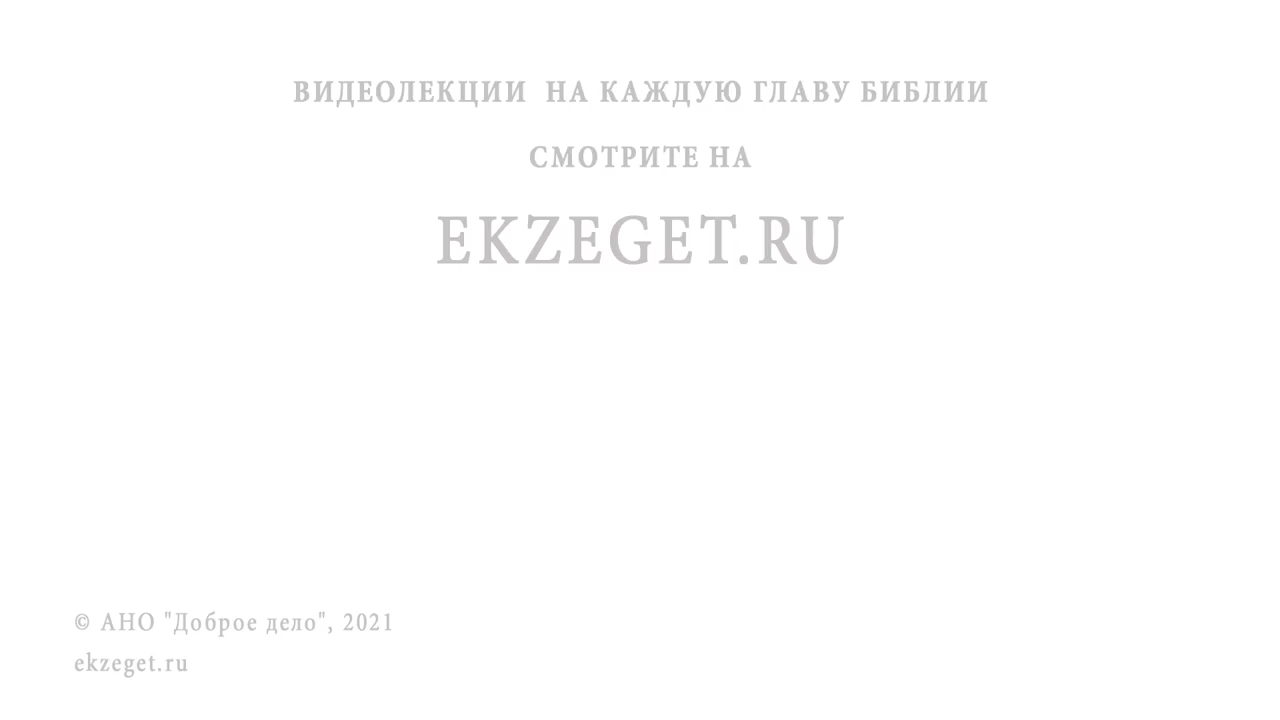 ВИДЕОЛЕКЦИИ НА КАЖДУЮ ГЛАВУ БИБЛИИ
СМОТРИТЕ НА
EKZEGET.RU
© АНО "Доброе дело", 2021
ekzeget.ru